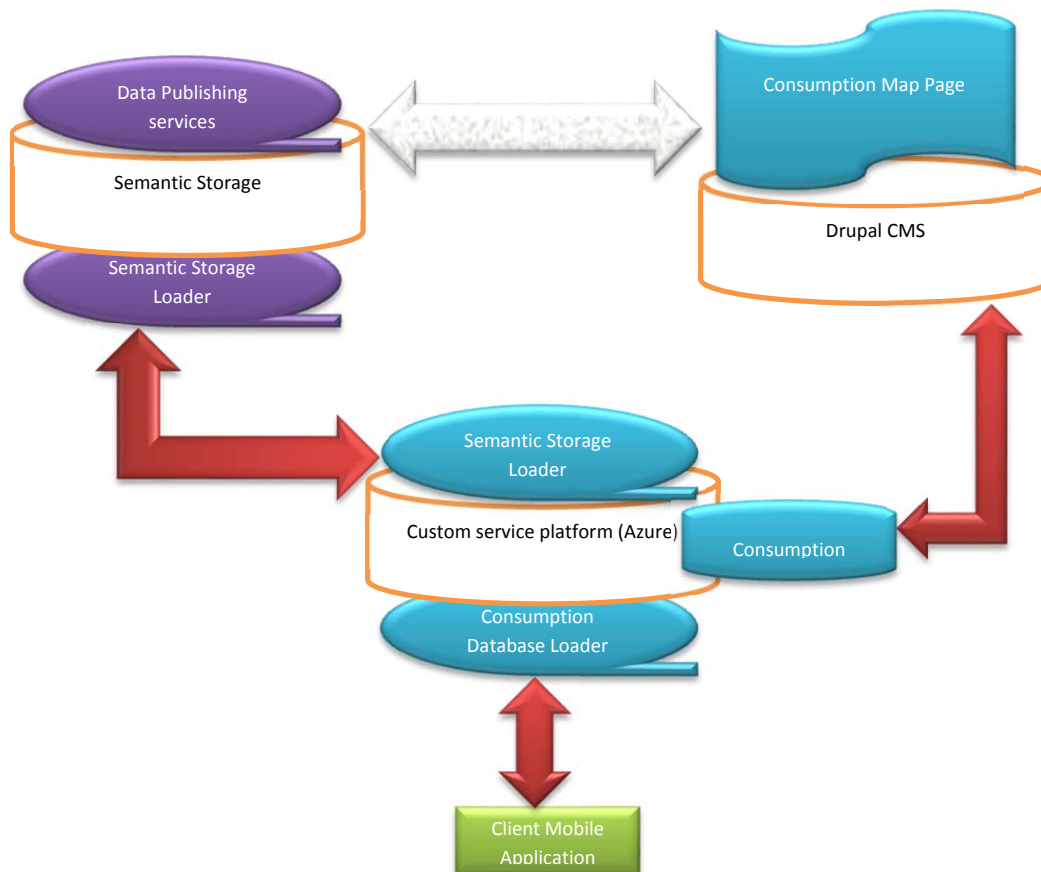 Data Publishing
services
Semantic Storage
Semantic Storage
Loader
Consumption Map Page
Drupal CMS
Semantic Storage
Loader
Custom service platform (Azure)
Consumption
Consumption
Database Loader
Client Mobile
Application